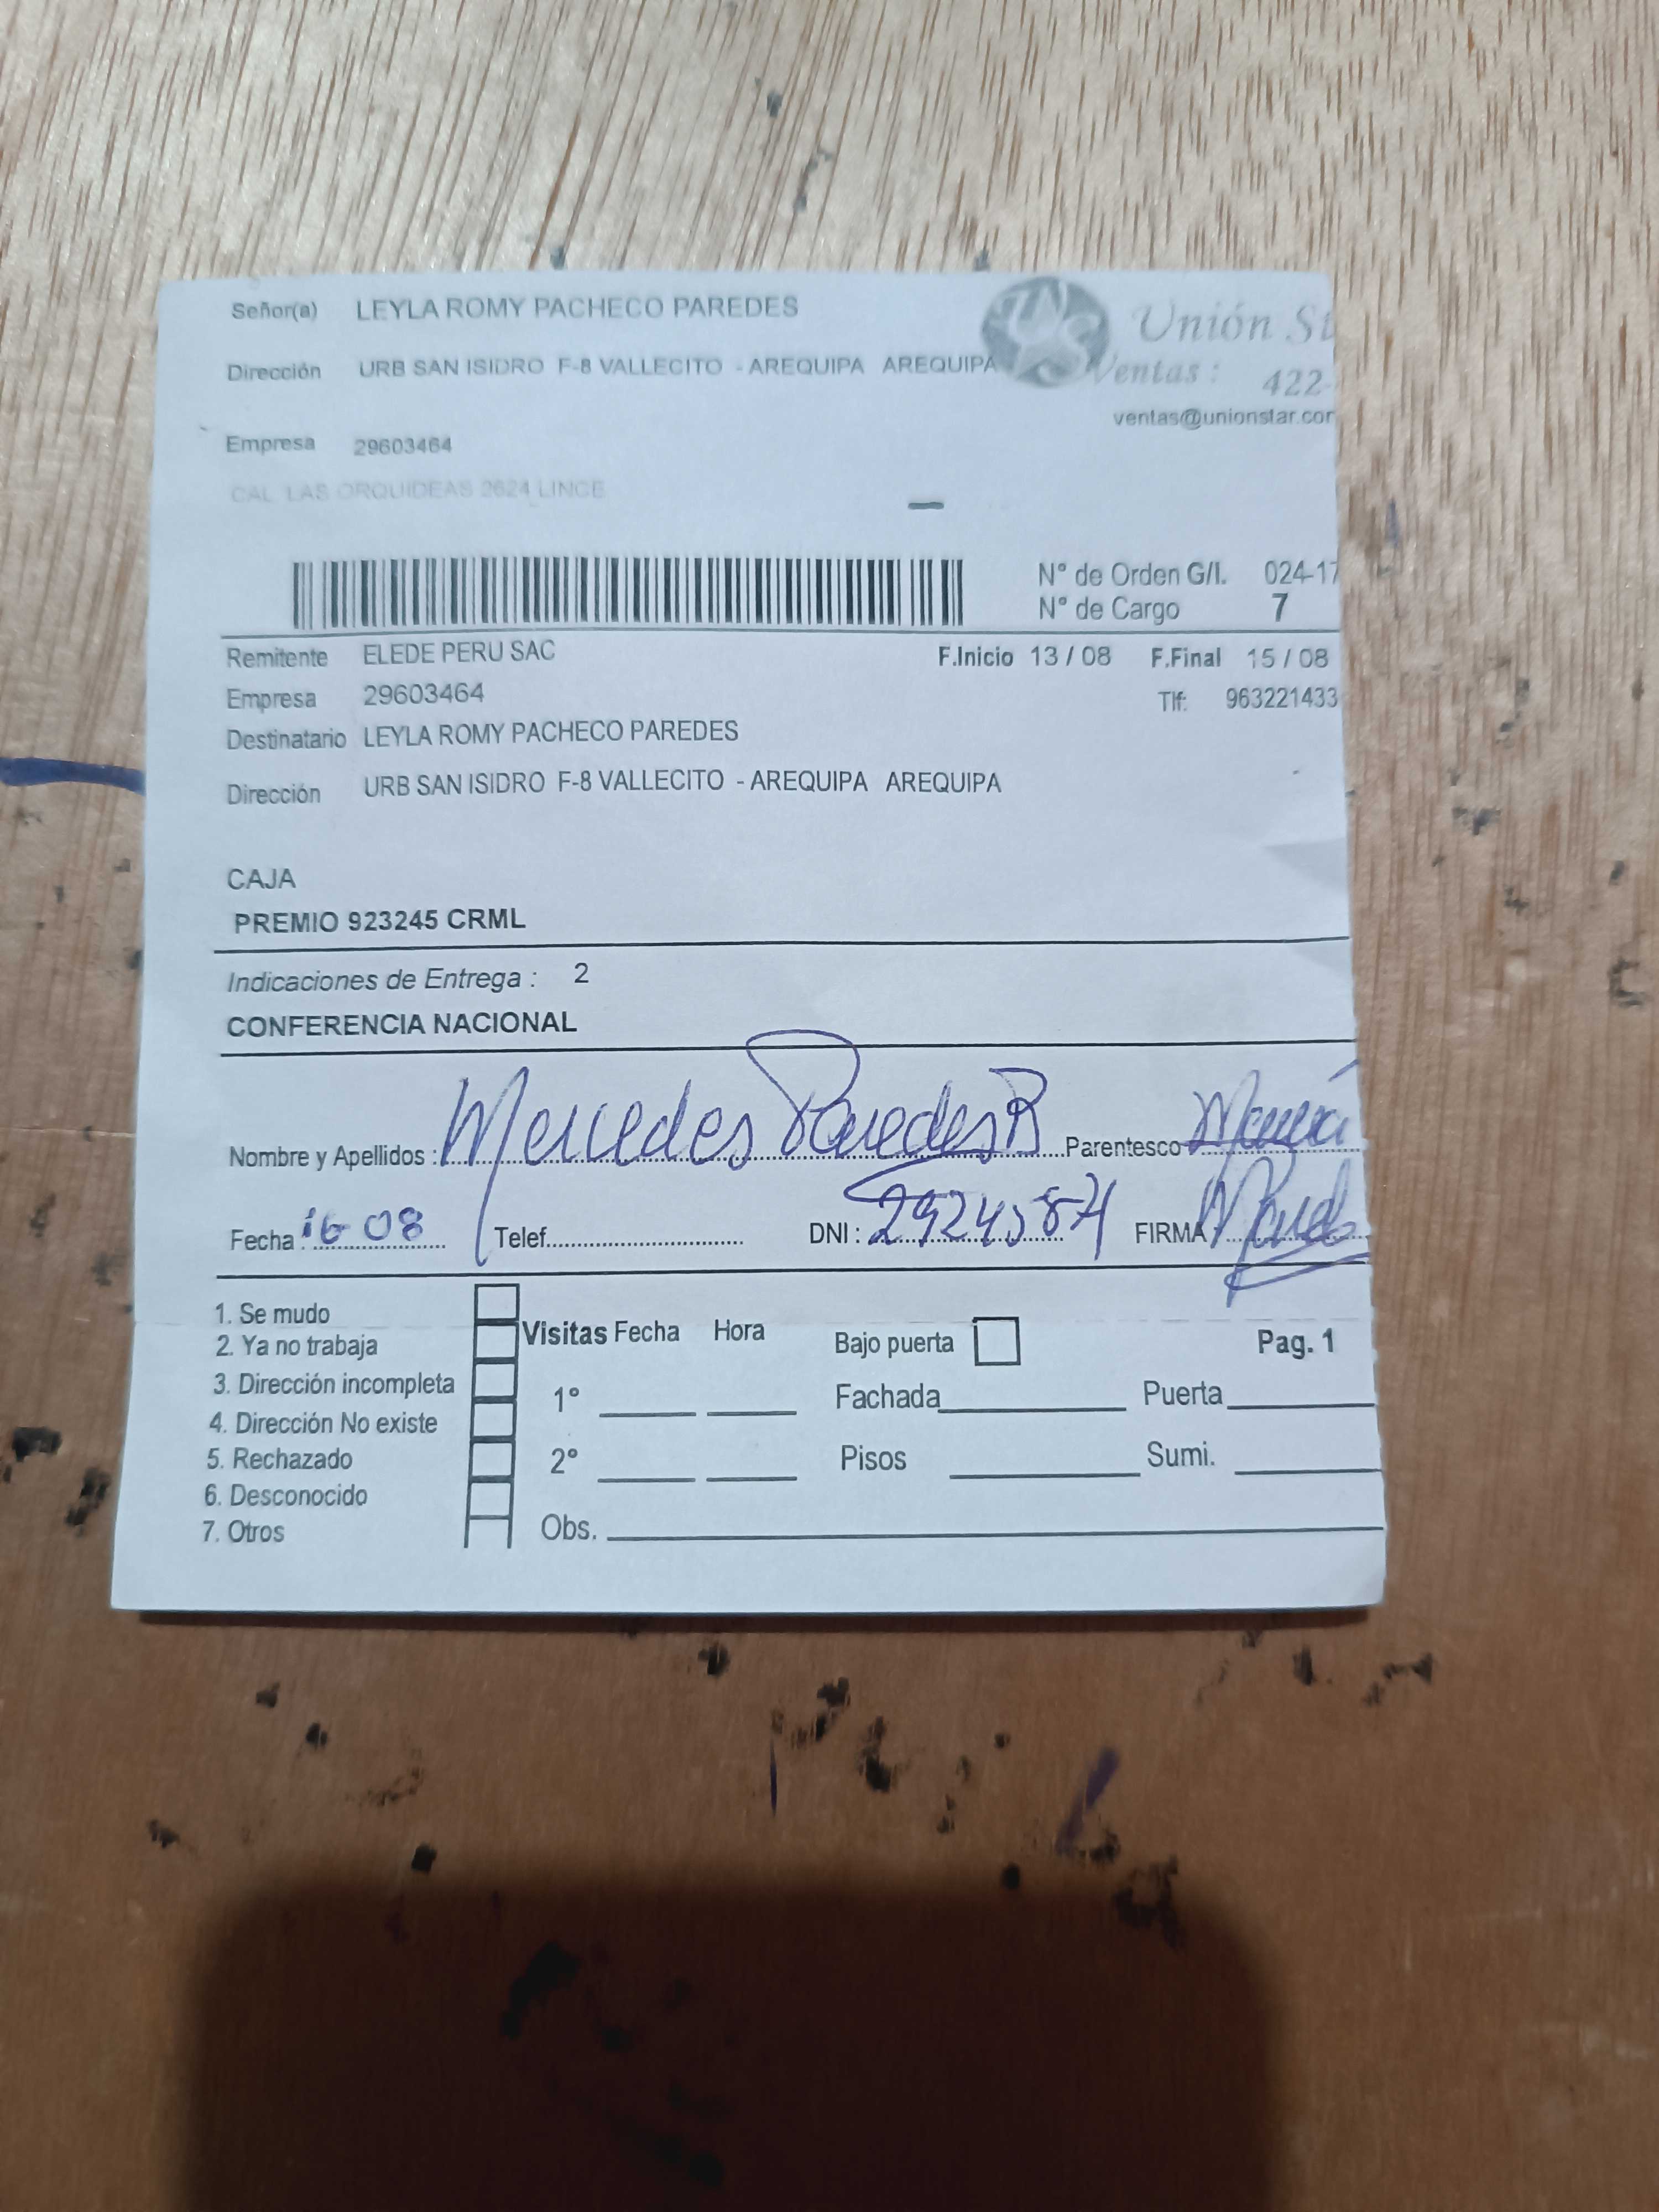 Señor(a) LEYLA ROMY PACHECO PAREDES
Unión St
Dirección URB SAN ISIDRO F-8 VALLECITO - AREQUIPA AREQUIPA
Ventas : 422-
ventas@unionstar.cor
Empresa 29603464
CAL LAS ORQUIDEAS 2624 LINCE
N° de Orden G/I. 024-17
N° de Cargo 7
Remitente ELEDE PERU SAC F.Inicio 13 / 08 F.Final 15 / 08
Empresa 29603464 Tlf: 963221433
Destinatario LEYLA ROMY PACHECO PAREDES
Dirección URB SAN ISIDRO F-8 VALLECITO - AREQUIPA AREQUIPA
CAJA
PREMIO 923245 CRML
Indicaciones de Entrega : 2
CONFERENCIA NACIONAL
Nombre y Apellidos : Mercedes Paredes B Parentesco Mamá
Fecha : 16 08 Telef. DNI : FIRMA
1. Se mudo
2. Ya no trabaja
3. Dirección incompleta
4. Dirección No existe
5. Rechazado
6. Desconocido
7. Otros
Visitas Fecha Hora
1°
2°
Obs.
Bajo puerta Pag. 1
Fachada Puerta
Pisos Sumi.